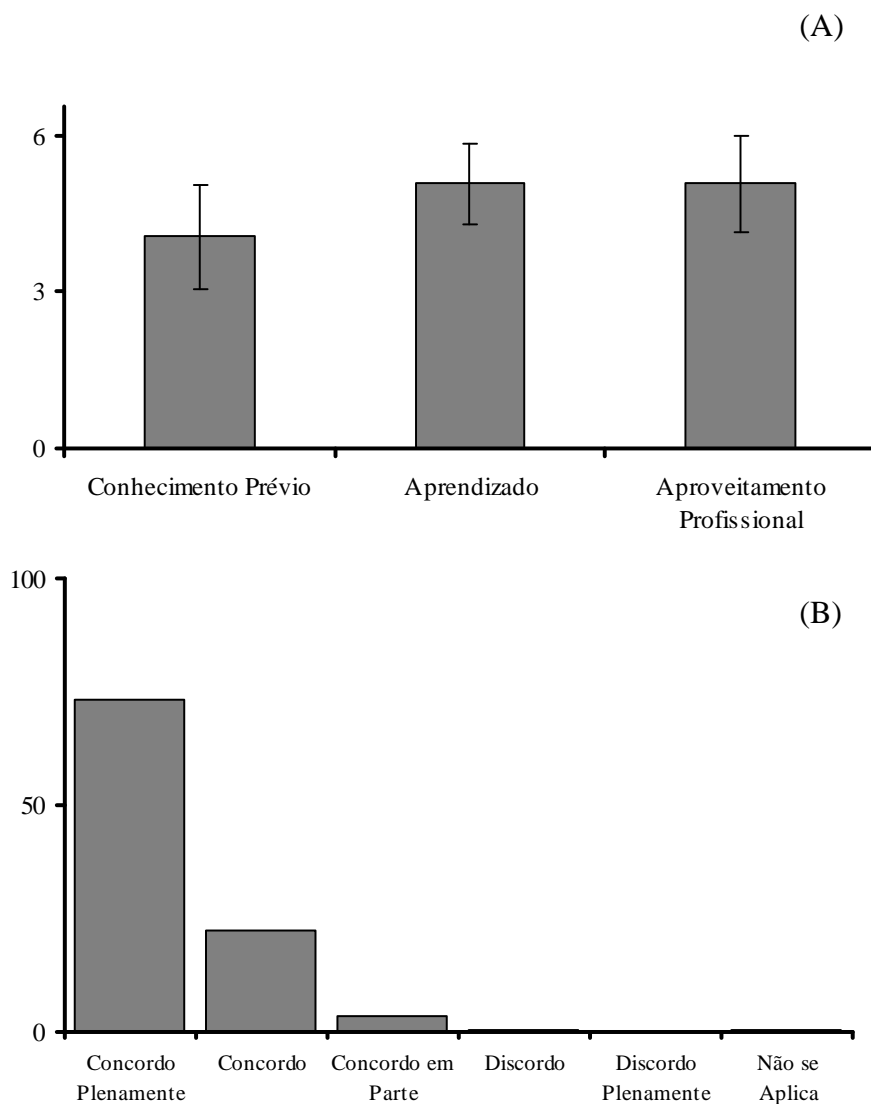 (A)
6
3
0
Conhecimento Prévio
Aprendizado
Aproveitamento
Profissional
100
(B)
50
0
Concordo
Plenamente
Concordo
Concordo em
Parte
Discordo
Discordo
Plenamente
Não se
Aplica